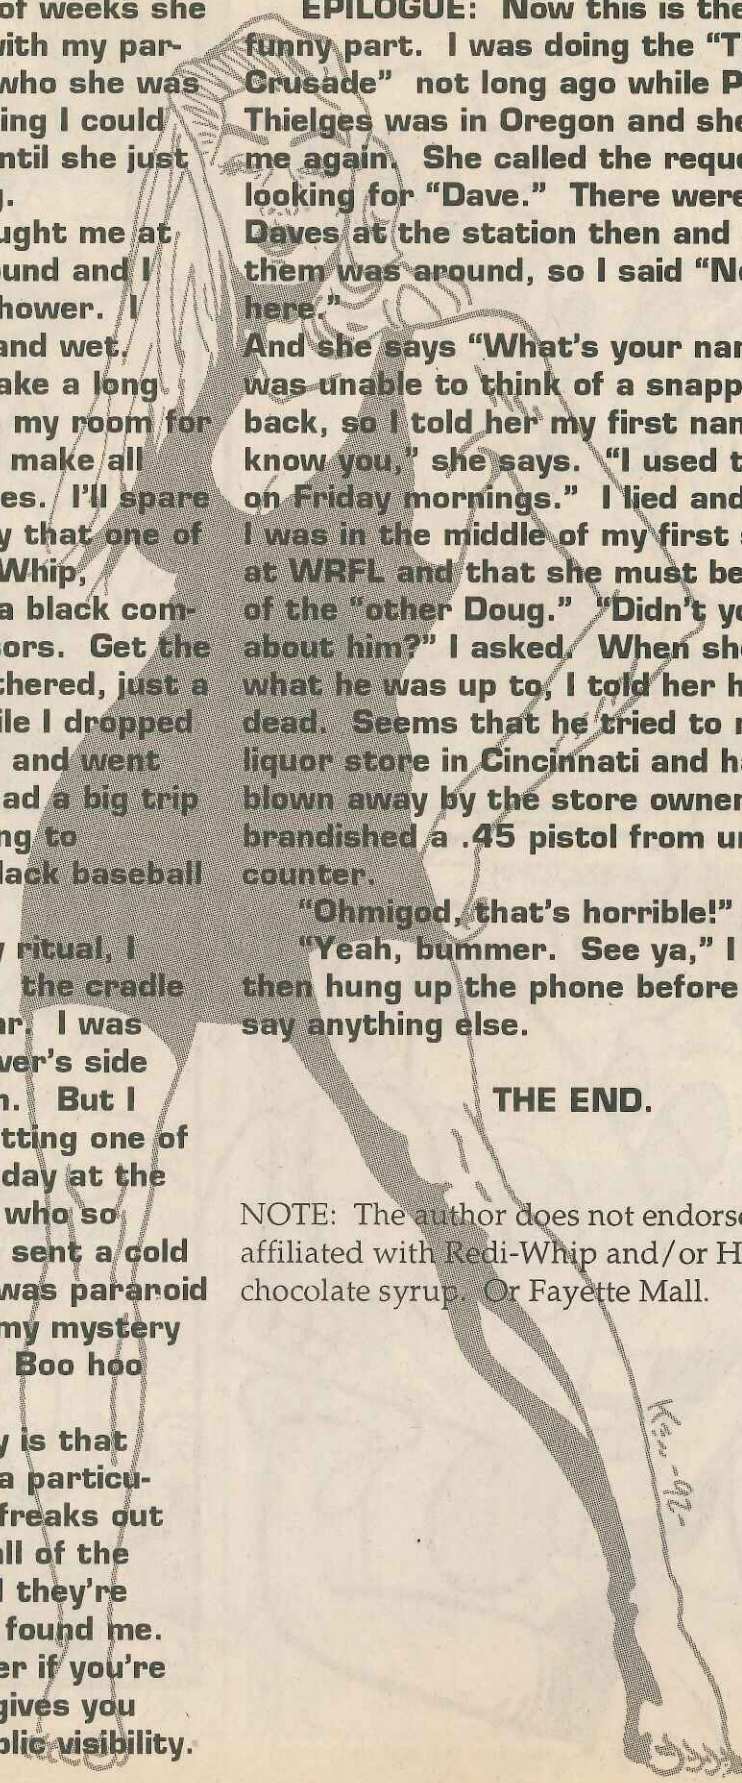 of weeks she
with my par-
who she was
ing I could
ntil she just
g.
ught me at
und and I
hower. I
and wet.
ake a long
my room for
make all
es. I'll spare
y that one of
Whip,
a black com-
sors. Get the
thered, just a
ile I dropped
and went
ad a big trip
ng to
lack baseball
y ritual, I
the cradle
ar. I was
ver's side
n. But I
tting one of
day at the
who so
sent a cold
was paranoid
my mystery
Boo hoo
y is that
a particu-
freaks out
all of the
d they're
found me.
er if you're
gives you
blic visibility.
EPILOGUE: Now this is the
funny part. I was doing the “T
Crusade” not long ago while P
Thielges was in Oregon and she
me again. She called the reque
looking for “Dave.” There were
Daves at the station then and
them was around, so I said “No
here.”
And she says “What's your nam
was unable to think of a snapp
back, so I told her my first nam
know you,” she says. “I used t
on Friday mornings.” I lied and
I was in the middle of my first s
at WRFL and that she must be
of the “other Doug.” “Didn't yo
about him?” I asked. When she
what he was up to, I told her h
dead. Seems that he tried to r
liquor store in Cincinnati and ha
blown away by the store owner
brandished a .45 pistol from un
counter.
“Ohmigod, that's horrible!”
“Yeah, bummer. See ya,” I
then hung up the phone before
say anything else.
THE END.
NOTE: The author does not endorse
affiliated with Redi-Whip and/or H
chocolate syrup. Or Fayette Mall.
-92-